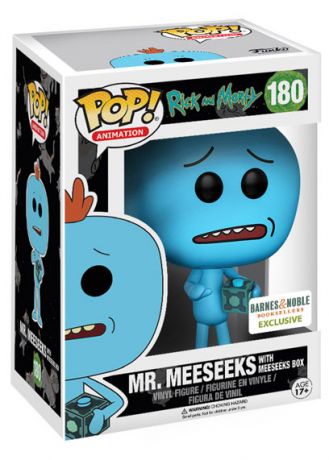 Funko
POP!
ANIMATION
Rick and Morty
180
BARNES & NOBLE
BOOKSELLERS
EXCLUSIVE
MR. MEESEEKS WITH MEESEEKS BOX
VINYL FIGURE / FIGURINE EN VINYLE /
FIGURA DE VINIL
AGE
17+